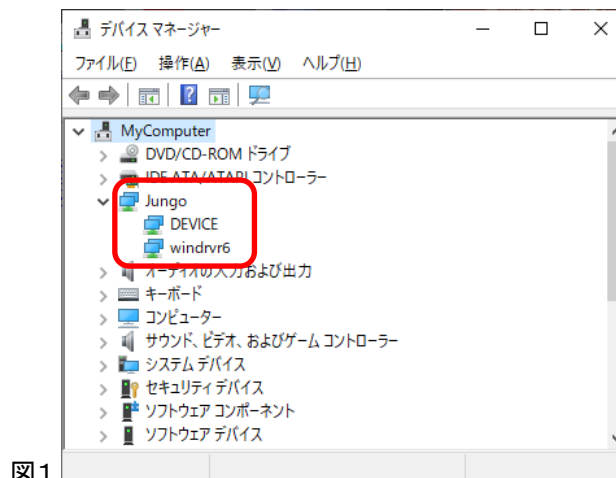 デバイス マネージャー
ファイル(F) 操作(A) 表示(V) ヘルプ(H)
MyComputer
DVD/CD-ROM ドライブ
IDE ATA/ATAPI コントローラー
Jungo
DEVICE
windrvr6
オーディオの入力および出力
キーボード
コンピューター
サウンド、ビデオ、およびゲーム コントローラー
システム デバイス
セキュリティ デバイス
ソフトウェア コンポーネント
ソフトウェア デバイス
図1